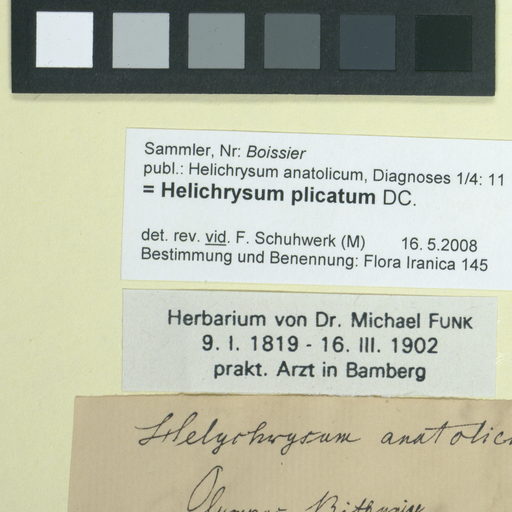 Sammler, Nr: Boissier
publ.: Helichrysum anatolicum, Diagnoses 1/4: 11
= Helichrysum plicatum DC.
det. rev. vid. F. Schuhwerk (M) 16. 5.2008
Bestimmung und Benennung: Flora Iranica 145
Herbarium von Dr. Michael FUNK
9. I. 1819 - 16. III. 1902
prakt. Arzt in Bamberg
Helychrysum anatolic